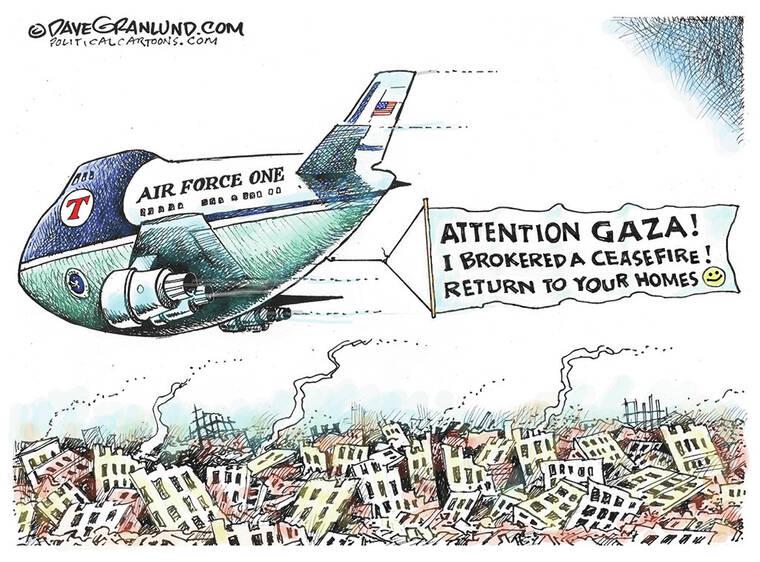 © DAVEGRANLUND.COM
POLITICALCARTOONS.COM
T
AIR FORCE ONE
ATTENTION GAZA!
I BROKERED A CEASEFIRE!
RETURN TO YOUR HOMES